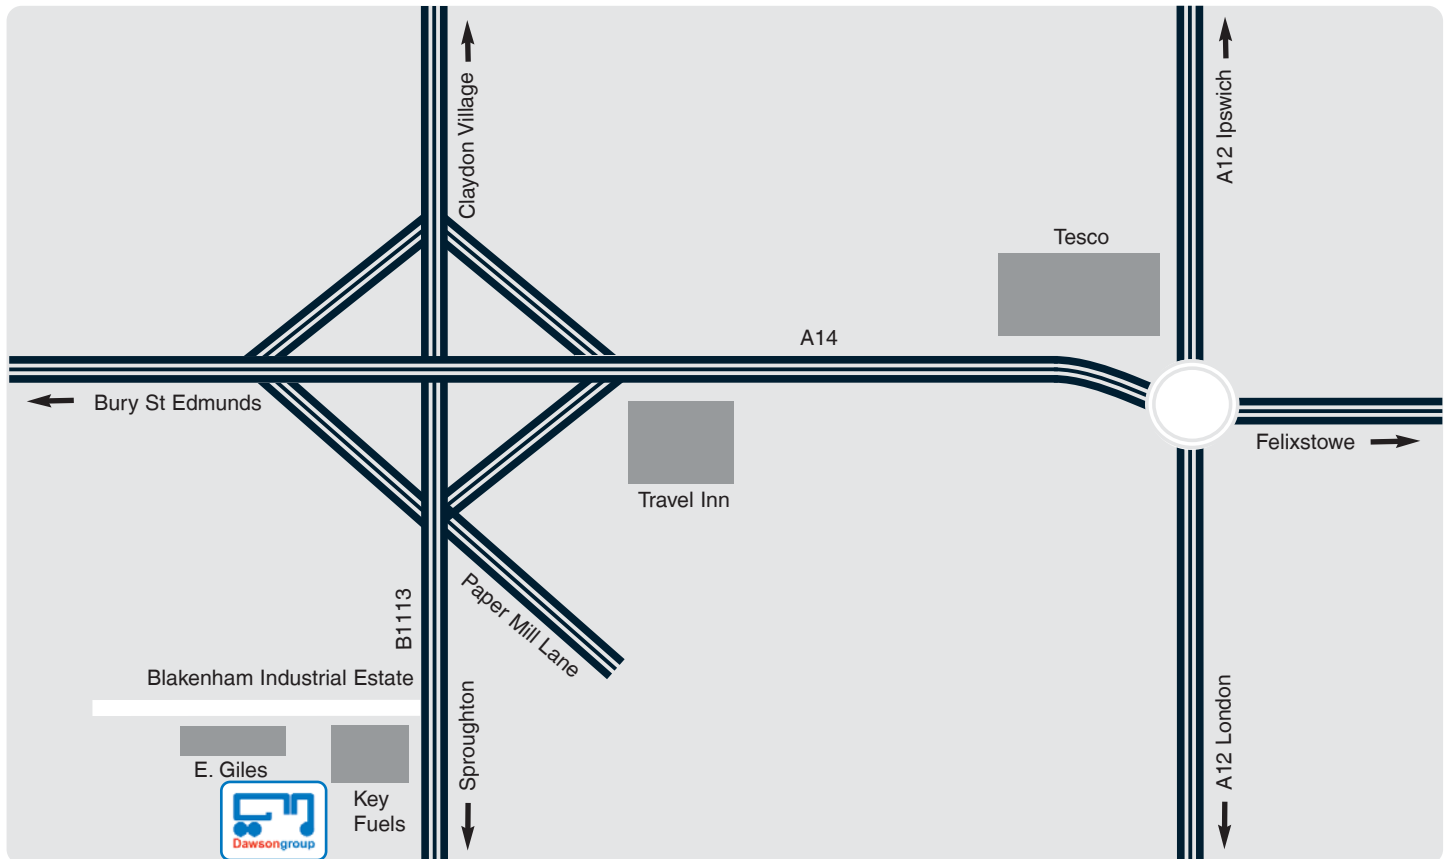 Claydon Village
A12 Ipswich
Tesco
A14
Bury St Edmunds
Felixstowe
Travel Inn
Paper Mill Lane
B1113
Blakenham Industrial Estate
Sproughton
A12 London
E. Giles
Key
Fuels
Dawsongroup